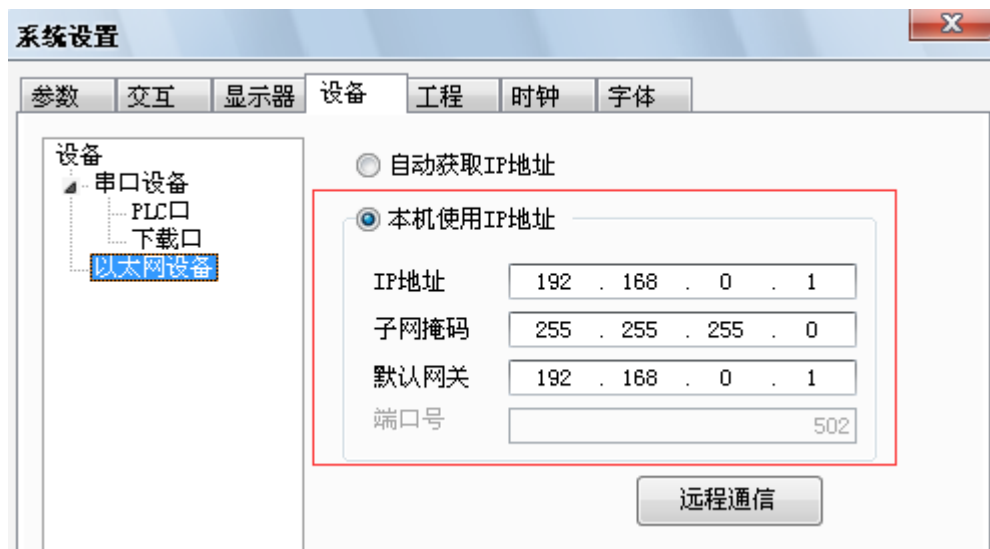 系统设置
参数 交互 显示器 设备 工程 时钟 字体
设备
串口设备
PLC口
下载口
以太网设备
自动获取IP地址
本机使用IP地址
IP地址 192 . 168 . 0 . 1
子网掩码 255 . 255 . 255 . 0
默认网关 192 . 168 . 0 . 1
端口号 502
远程通信